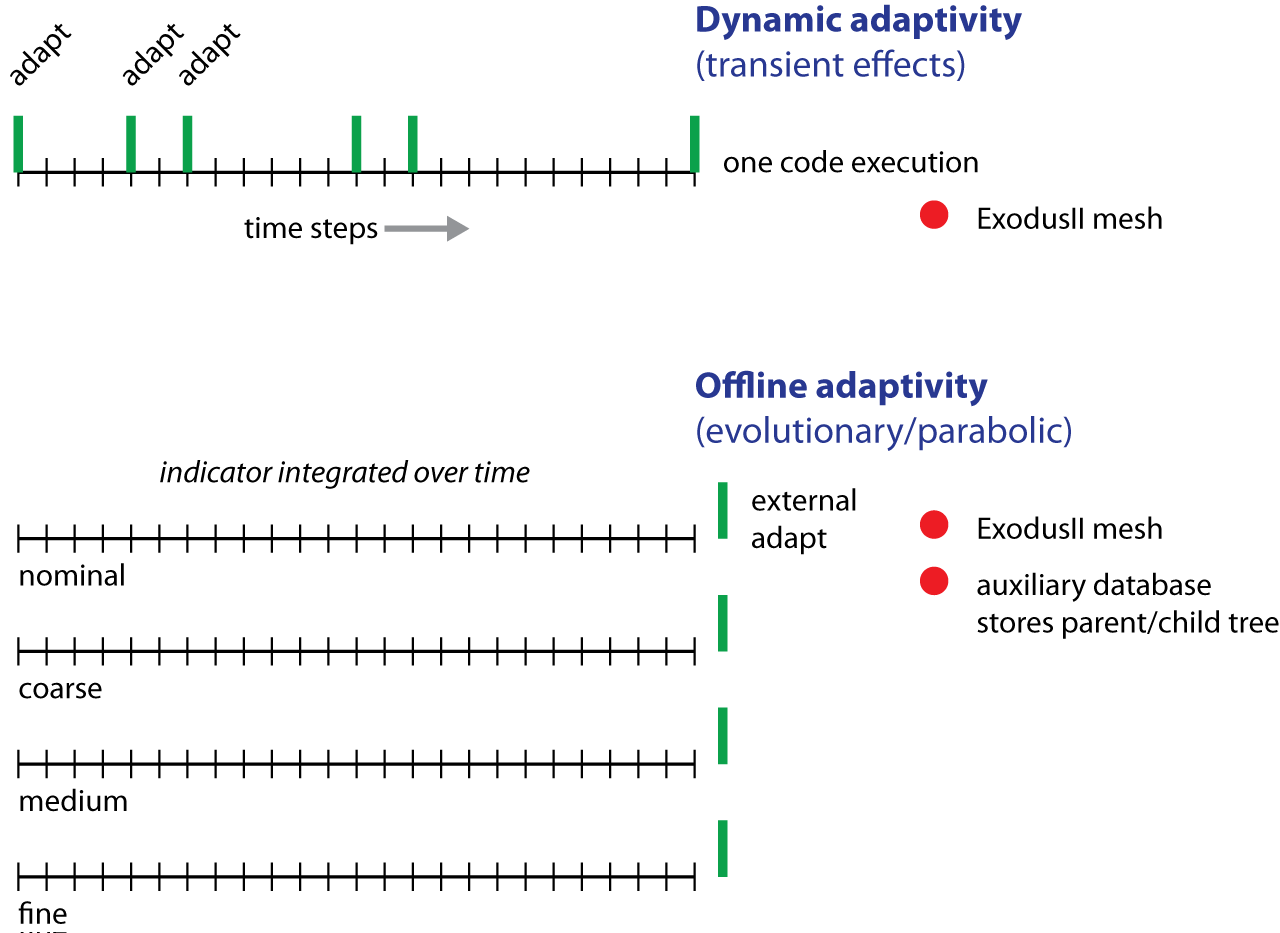 adapt
adapt
adapt
Dynamic adaptivity
(transient effects)
one code execution
ExodusII mesh
time steps
Offline adaptivity
(evolutionary/parabolic)
indicator integrated over time
external
adapt
ExodusII mesh
auxiliary database
stores parent/child tree
nominal
coarse
medium
fine